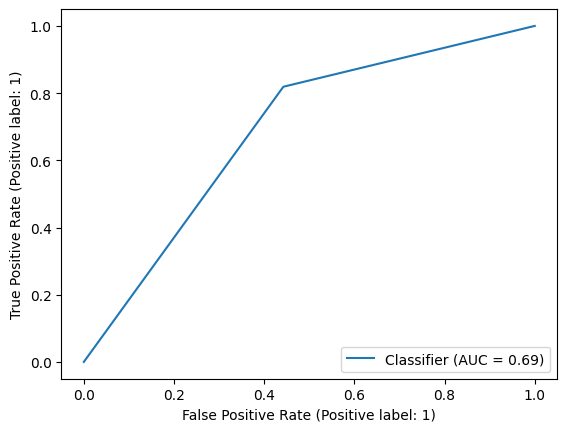 1.0
0.8
0.6
0.4
0.2
0.0
True Positive Rate (Positive label: 1)
Classifier (AUC = 0.69)
0.0 0.2 0.4 0.6 0.8 1.0
False Positive Rate (Positive label: 1)